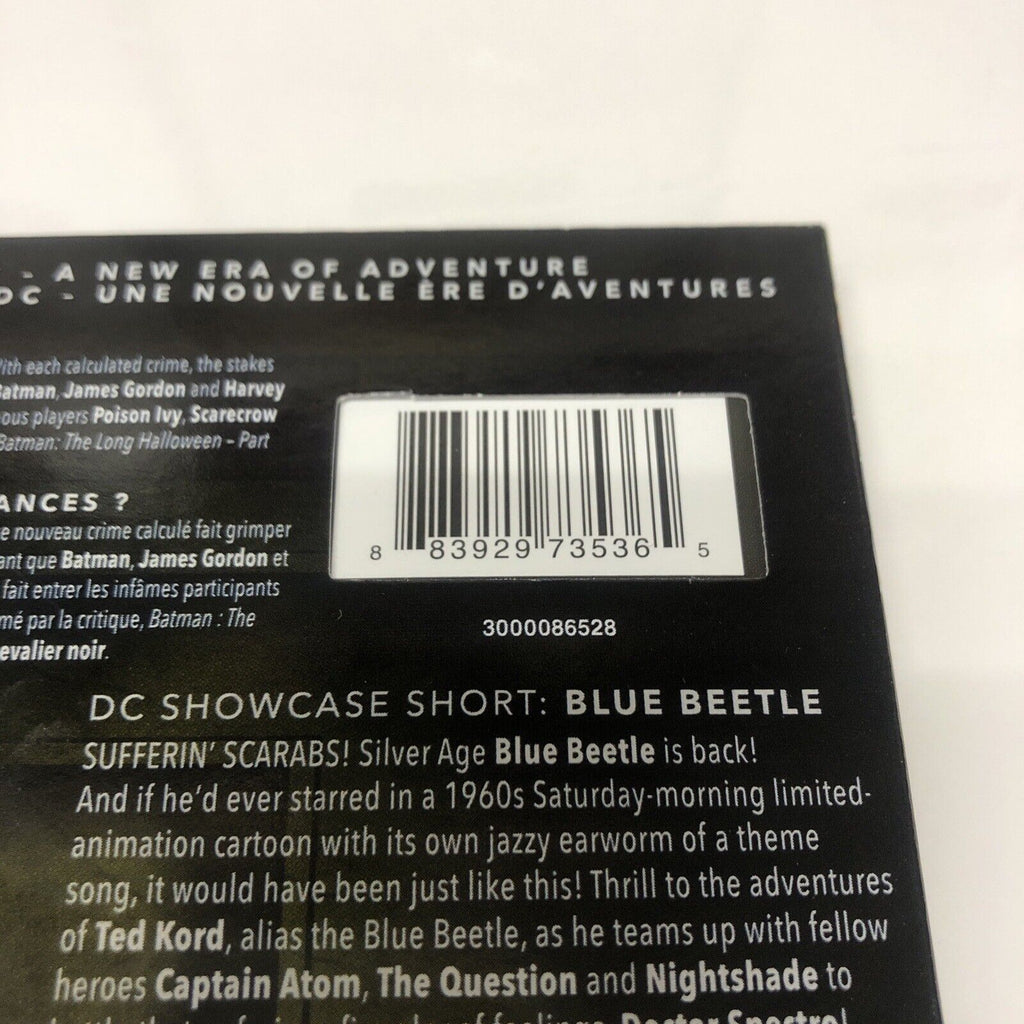 - A NEW ERA OF ADVENTURE
DC - UNE NOUVELLE ÈRE D'AVENTURES
With each calculated crime, the stakes
Batman, James Gordon and Harvey
ous players Poison Ivy, Scarecrow
Batman: The Long Halloween – Part
ANCES ?
e nouveau crime calculé fait grimper
ant que Batman, James Gordon et
fait entrer les infâmes participants
mé par la critique, Batman : The
evalier noir.
8 83929 73536 5
3000086528
DC SHOWCASE SHORT: BLUE BEETLE
SUFFERIN' SCARABS! Silver Age Blue Beetle is back!
And if he'd ever starred in a 1960s Saturday-morning limited-
animation cartoon with its own jazzy earworm of a theme
song, it would have been just like this! Thrill to the adventures
of Ted Kord, alias the Blue Beetle, as he teams up with fellow
heroes Captain Atom, The Question and Nightshade to
of feelings, Doctor Spectro!